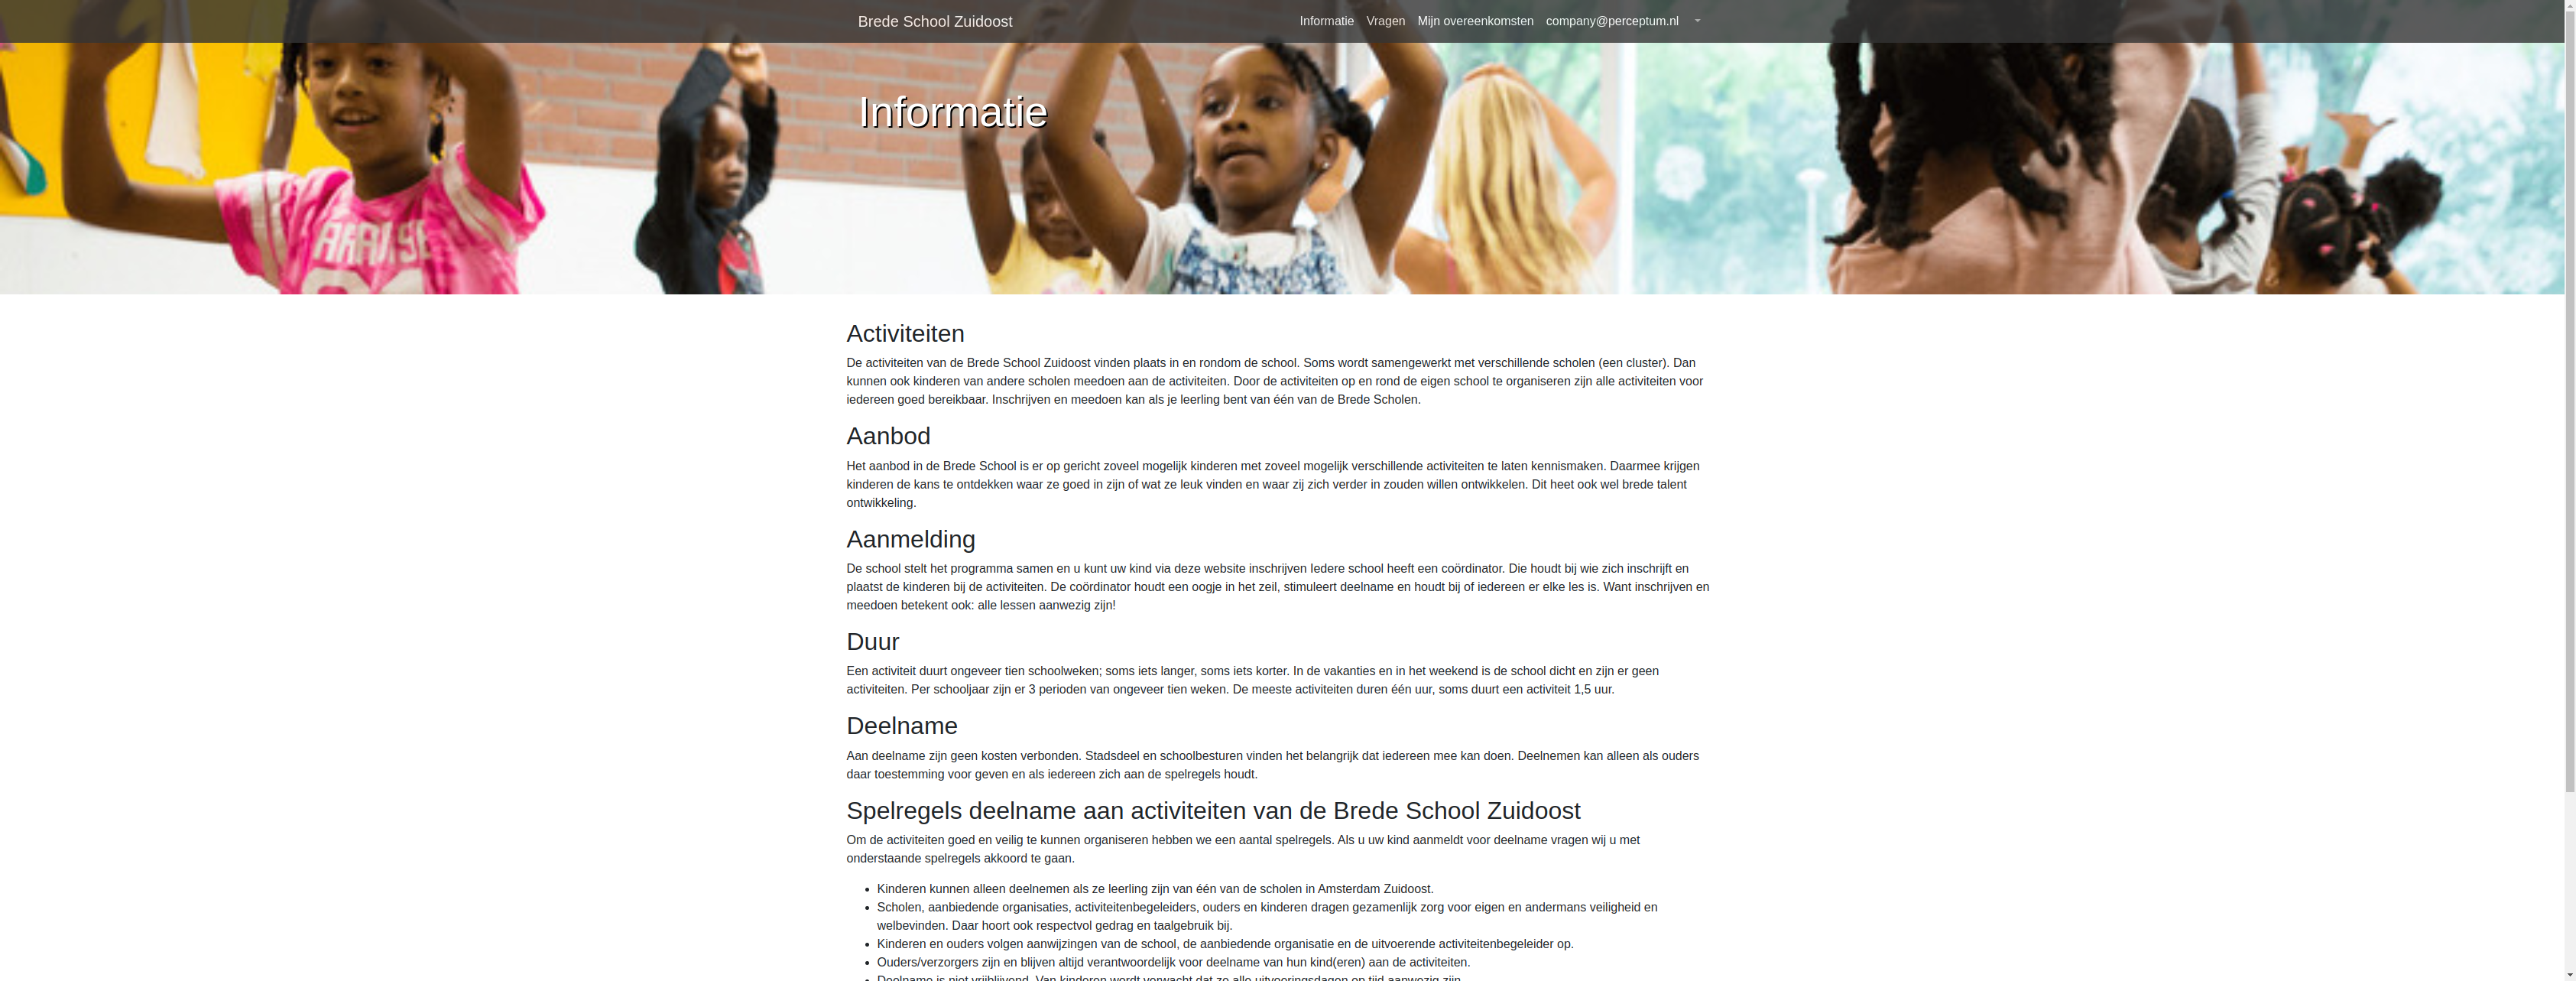 Brede School Zuidoost
Informatie Vragen Mijn overeenkomsten company@perceptum.nl
Informatie
Activiteiten
De activiteiten van de Brede School Zuidoost vinden plaats in en rondom de school. Soms wordt samengewerkt met verschillende scholen (een cluster). Dan
kunnen ook kinderen van andere scholen meedoen aan de activiteiten. Door de activiteiten op en rond de eigen school te organiseren zijn alle activiteiten voor
iedereen goed bereikbaar. Inschrijven en meedoen kan als je leerling bent van één van de Brede Scholen.
Aanbod
Het aanbod in de Brede School is er op gericht zoveel mogelijk kinderen met zoveel mogelijk verschillende activiteiten te laten kennismaken. Daarmee krijgen
kinderen de kans te ontdekken waar ze goed in zijn of wat ze leuk vinden en waar zij zich verder in zouden willen ontwikkelen. Dit heet ook wel brede talent
ontwikkeling.
Aanmelding
De school stelt het programma samen en u kunt uw kind via deze website inschrijven Iedere school heeft een coördinator. Die houdt bij wie zich inschrijft en
plaatst de kinderen bij de activiteiten. De coördinator houdt een oogje in het zeil, stimuleert deelname en houdt bij of iedereen er elke les is. Want inschrijven en
meedoen betekent ook: alle lessen aanwezig zijn!
Duur
Een activiteit duurt ongeveer tien schoolweken; soms iets langer, soms iets korter. In de vakanties en in het weekend is de school dicht en zijn er geen
activiteiten. Per schooljaar zijn er 3 perioden van ongeveer tien weken. De meeste activiteiten duren één uur, soms duurt een activiteit 1,5 uur.
Deelname
Aan deelname zijn geen kosten verbonden. Stadsdeel en schoolbesturen vinden het belangrijk dat iedereen mee kan doen. Deelnemen kan alleen als ouders
daar toestemming voor geven en als iedereen zich aan de spelregels houdt.
Spelregels deelname aan activiteiten van de Brede School Zuidoost
Om de activiteiten goed en veilig te kunnen organiseren hebben we een aantal spelregels. Als u uw kind aanmeldt voor deelname vragen wij u met
onderstaande spelregels akkoord te gaan.
• Kinderen kunnen alleen deelnemen als ze leerling zijn van één van de scholen in Amsterdam Zuidoost.
• Scholen, aanbiedende organisaties, activiteitenbegeleiders, ouders en kinderen dragen gezamenlijk zorg voor eigen en andermans veiligheid en
welbevinden. Daar hoort ook respectvol gedrag en taalgebruik bij.
• Kinderen en ouders volgen aanwijzingen van de school, de aanbiedende organisatie en de uitvoerende activiteitenbegeleider op.
• Ouders/verzorgers zijn en blijven altijd verantwoordelijk voor deelname van hun kind(eren) aan de activiteiten.
• Deelname is niet vrijblijvend. Van kinderen wordt verwacht dat ze alle uitvoeringsdagen op tijd aanwezig zijn.